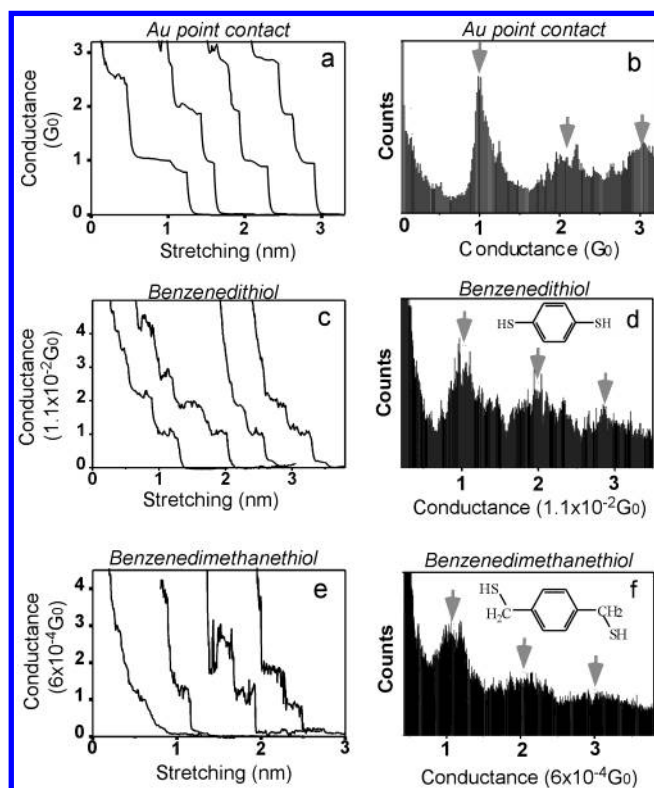 Au point contact
a
Conductance
(G0)
3
2
1
0
0 1 2 3
Stretching (nm)
Au point contact
b
Counts
0 1 2 3
Conductance (G0)
Benzenedithiol
c
Conductance
(1.1x10-2G0)
4
3
2
1
0
0 1 2 3
Stretching (nm)
Benzenedithiol
d
HS SH
Counts
1 2 3
Conductance (1.1x10-2G0)
Benzenedimethanethiol
e
Conductance
(6x10-4G0)
4
3
2
1
0
0 1 2 3
Stretching (nm)
Benzenedimethanethiol
f
HS
H2C CH2
SH
Counts
1 2 3
Conductance (6x10-4G0)